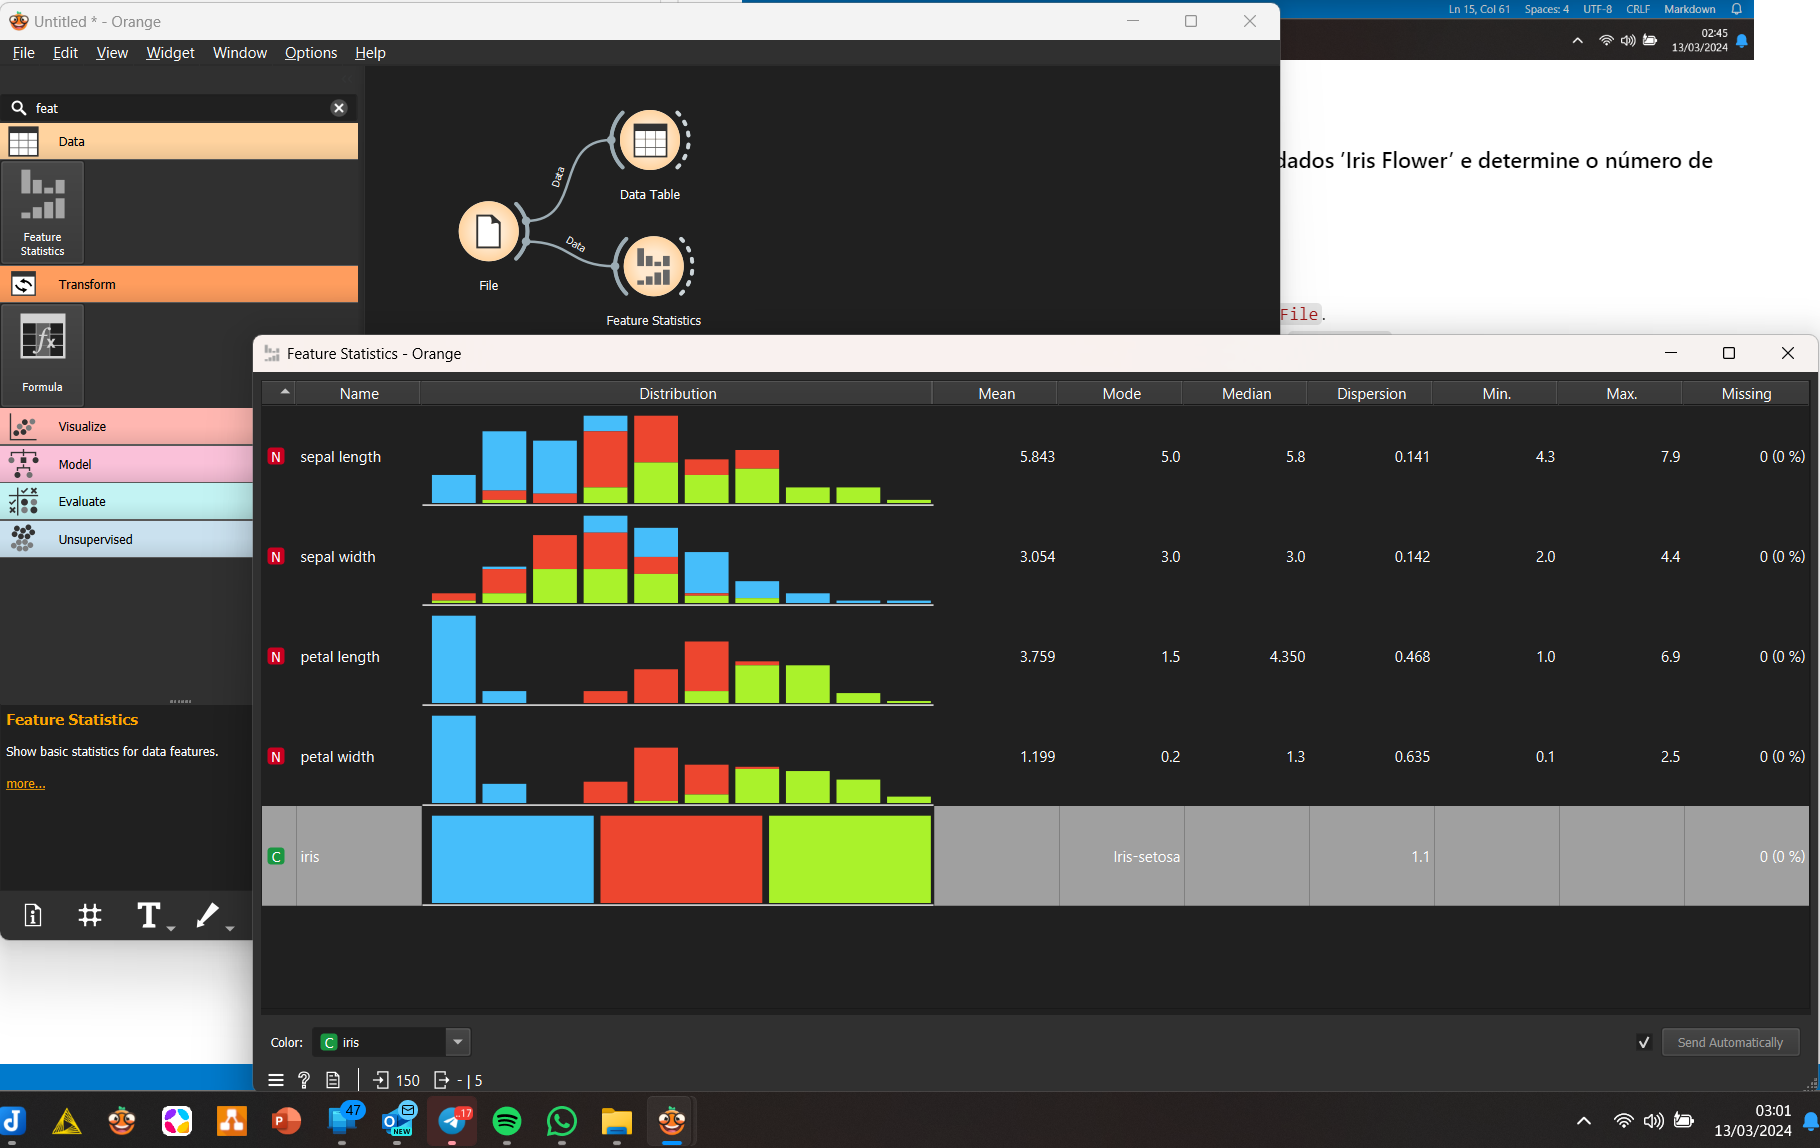 Untitled * - Orange
Ln 15, Col 61 Spaces: 4 UTF-8 CRLF Markdown
02:45
13/03/2024
File Edit View Widget Window Options Help
feat
Data
Feature
Statistics
Transform
Formula
Visualize
Model
Evaluate
Unsupervised
Data
Data
Data Table
File
Feature Statistics
dados 'Iris Flower' e determine o número de
File.
Feature Statistics
Show basic statistics for data features.
more...
Feature Statistics - Orange
Name Distribution Mean Mode Median Dispersion Min. Max. Missing
N sepal length 5.843 5.0 5.8 0.141 4.3 7.9 0 (0 %)
N sepal width 3.054 3.0 3.0 0.142 2.0 4.4 0 (0 %)
N petal length 3.759 1.5 4.350 0.468 1.0 6.9 0 (0 %)
N petal width 1.199 0.2 1.3 0.635 0.1 2.5 0 (0 %)
C iris Iris-setosa 1.1 0 (0 %)
Color: C iris
Send Automatically
150 - | 5
47
NEW
..17
03:01
13/03/2024